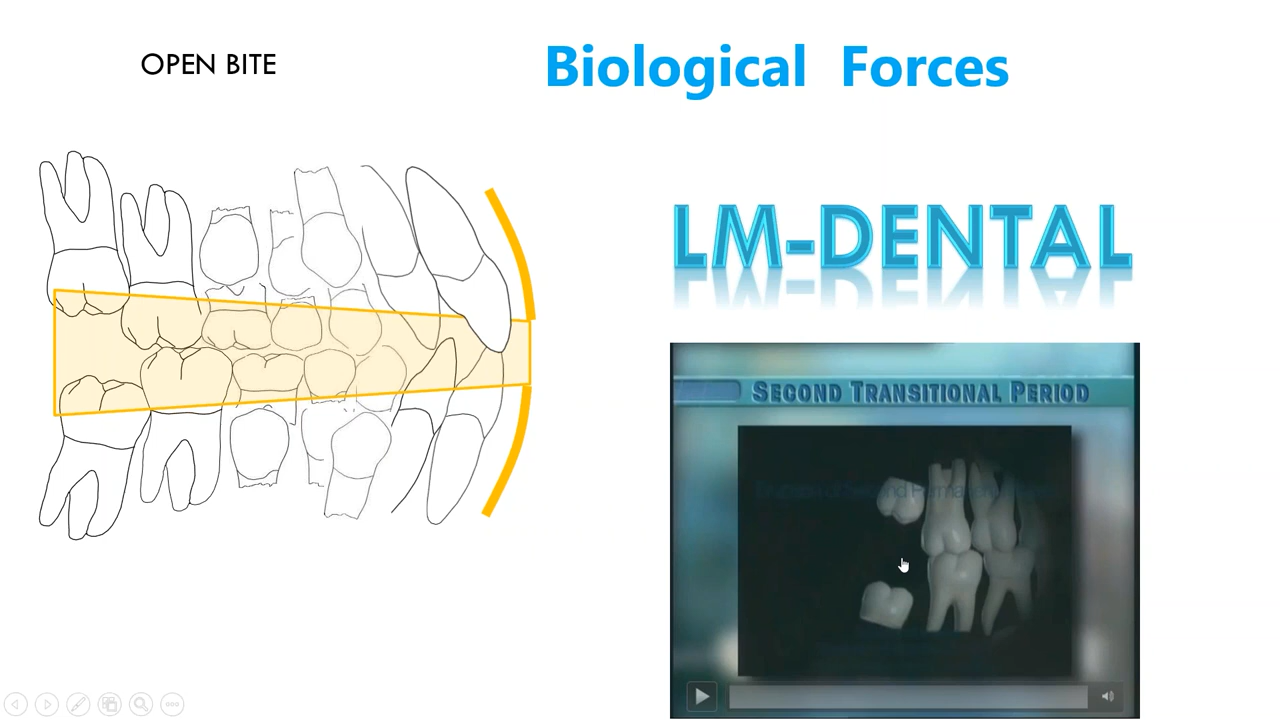 OPEN BITE
Biological Forces
LM-DENTAL
SECOND TRANSITIONAL PERIOD